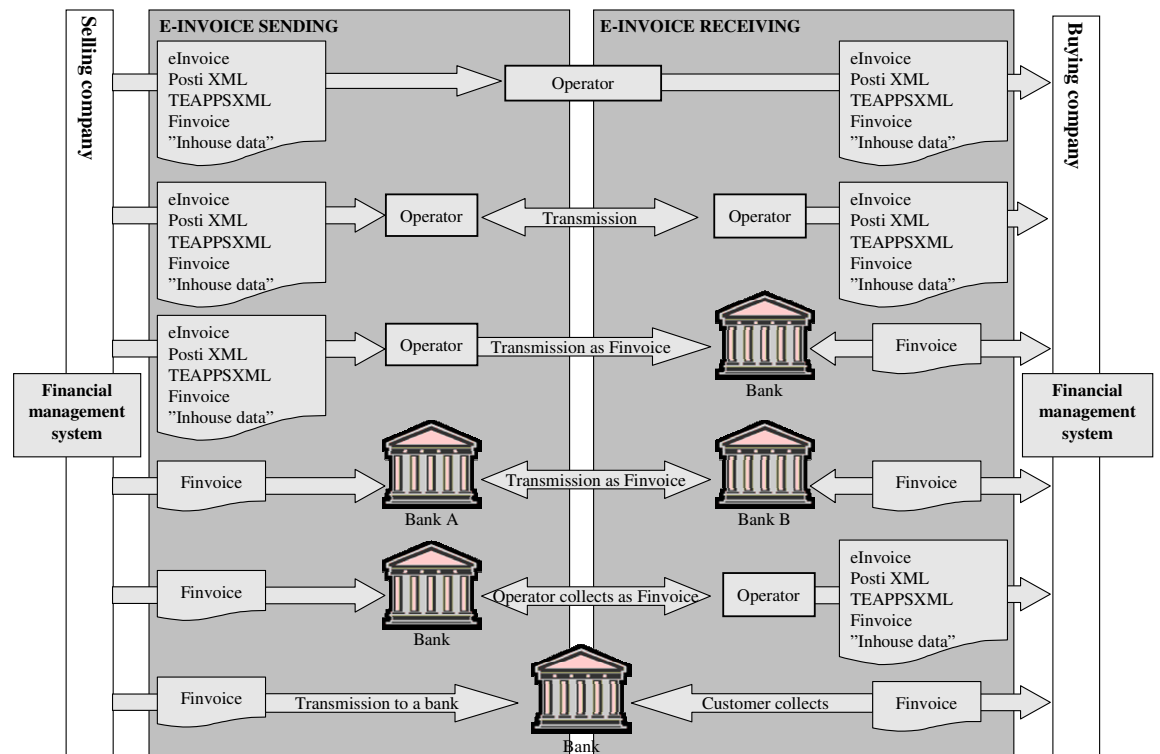 E-INVOICE SENDING
E-INVOICE RECEIVING
Selling company
Buying company
eInvoice
Posti XML
TEAPPSXML
Finvoice
”Inhouse data”
Operator
eInvoice
Posti XML
TEAPPSXML
Finvoice
”Inhouse data”
eInvoice
Posti XML
TEAPPSXML
Finvoice
”Inhouse data”
Operator
Transmission
Operator
eInvoice
Posti XML
TEAPPSXML
Finvoice
”Inhouse data”
eInvoice
Posti XML
TEAPPSXML
Finvoice
”Inhouse data”
Operator
Transmission as Finvoice
Bank
Finvoice
Financial
management
system
Financial
management
system
Finvoice
Bank A
Transmission as Finvoice
Bank B
Finvoice
Finvoice
Bank
Operator collects as Finvoice
Operator
eInvoice
Posti XML
TEAPPSXML
Finvoice
”Inhouse data”
Finvoice
Transmission to a bank
Bank
Customer collects
Finvoice